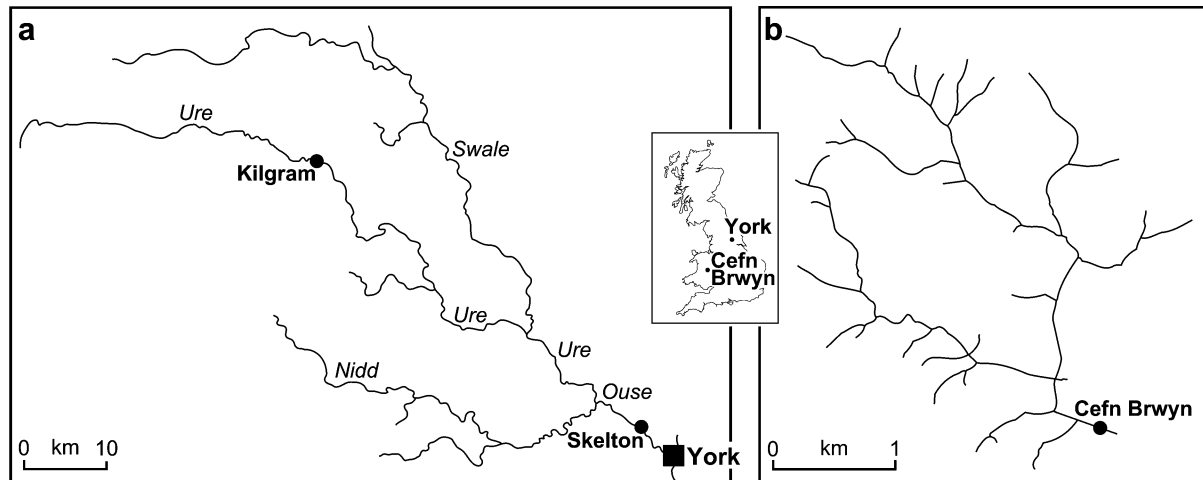 a
Ure
Swale
Kilgram
Ure
Ure
Nidd
Ouse
Skelton
York
0 km 10
York
Cefn
Brwyn
b
Cefn Brwyn
0 km 1